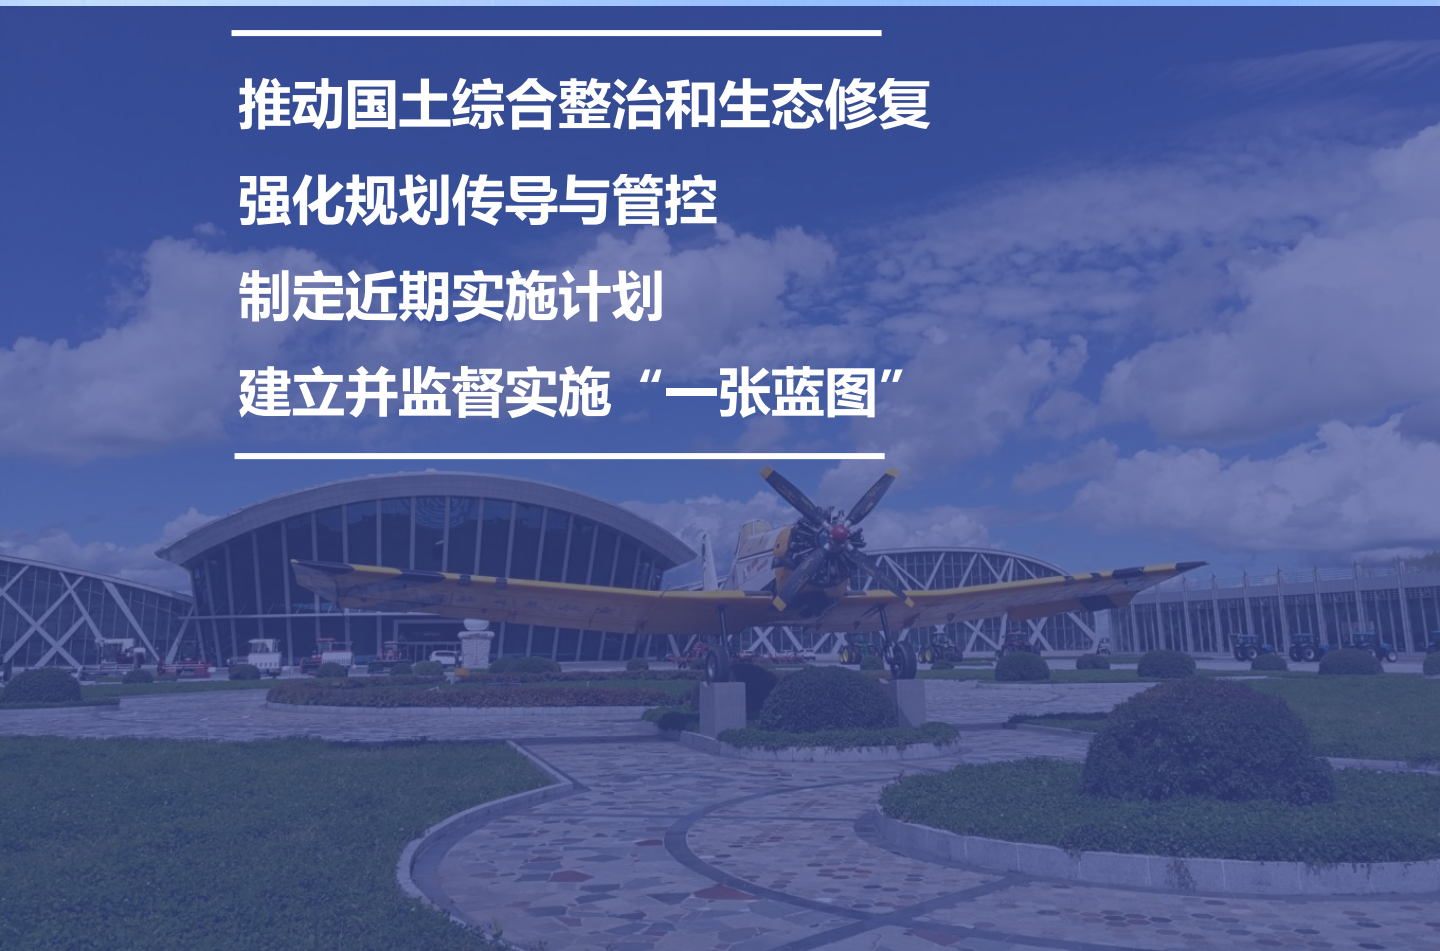 推动国土综合整治和生态修复
强化规划传导与管控
制定近期实施计划
建立并监督实施“一张蓝图”